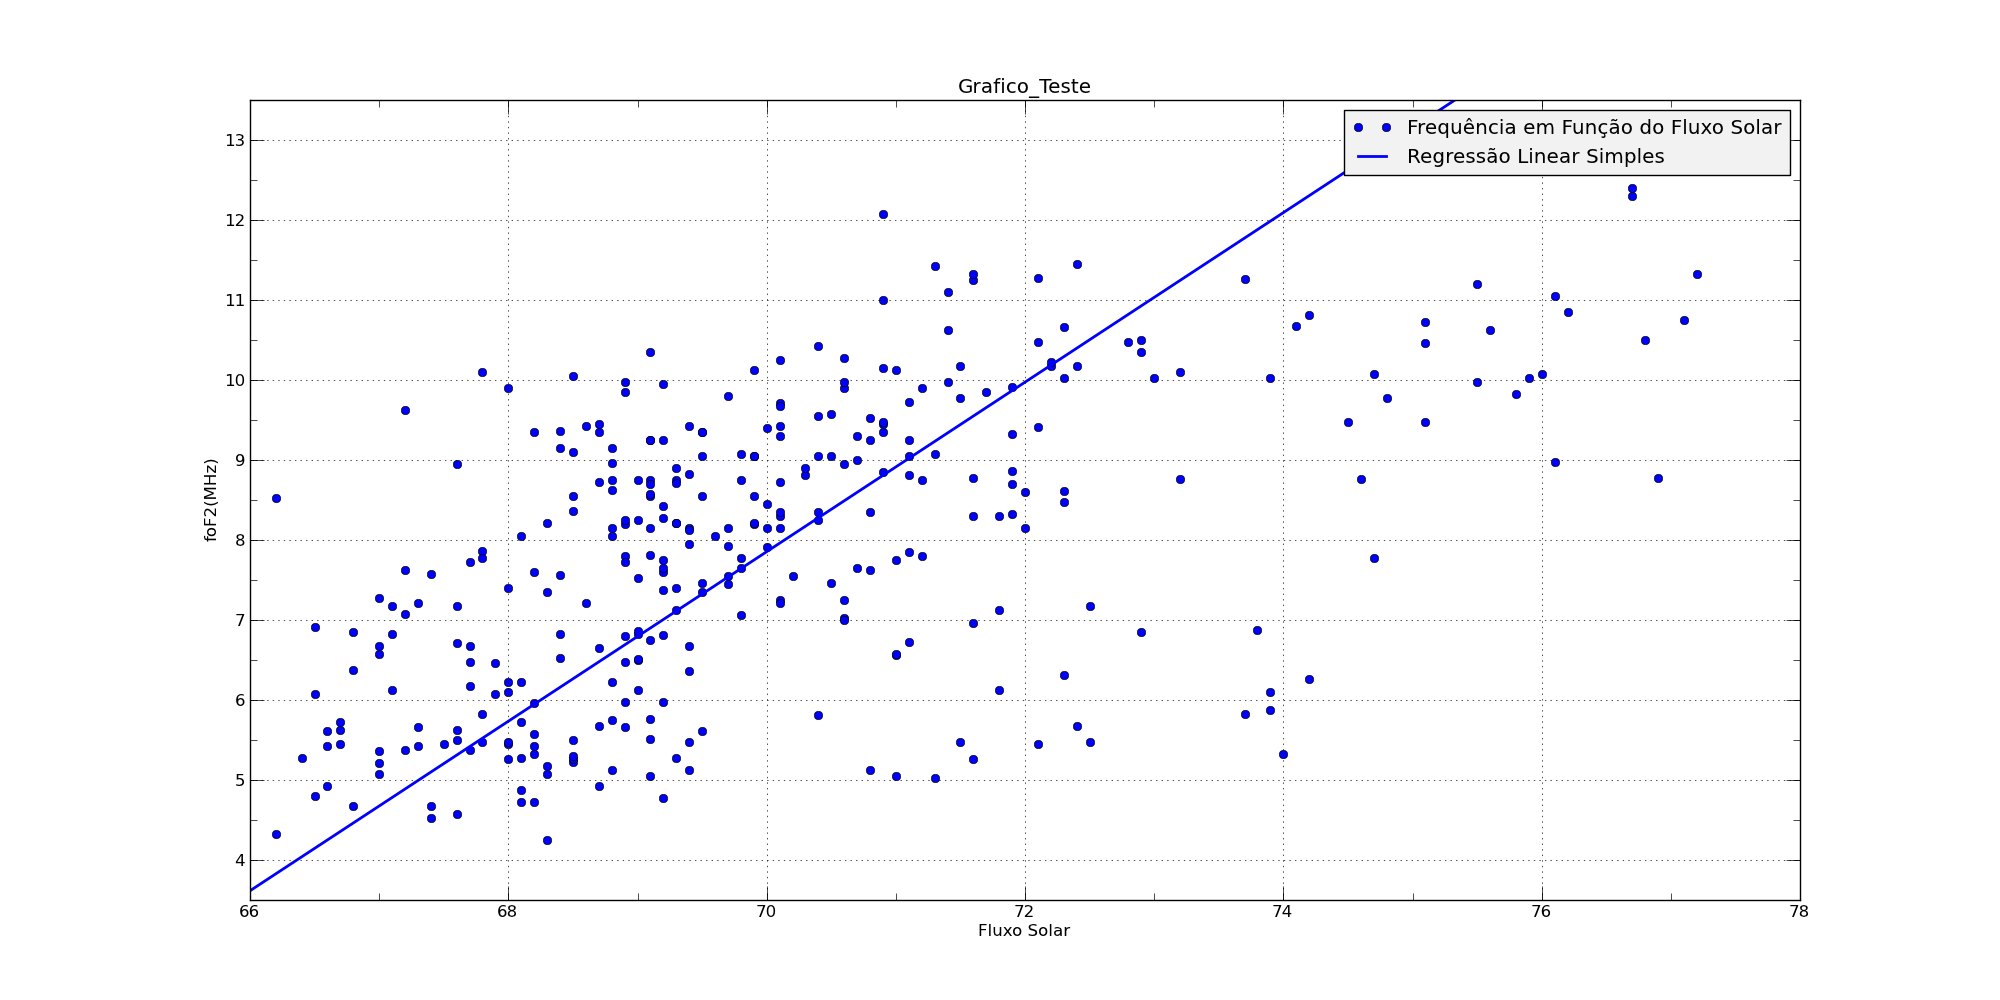 Grafico_Teste
Frequência em Função do Fluxo Solar
Regressão Linear Simples
13
12
11
10
9
8
7
6
5
4
foF2(MHz)
66 68 70 72 74 76 78
Fluxo Solar